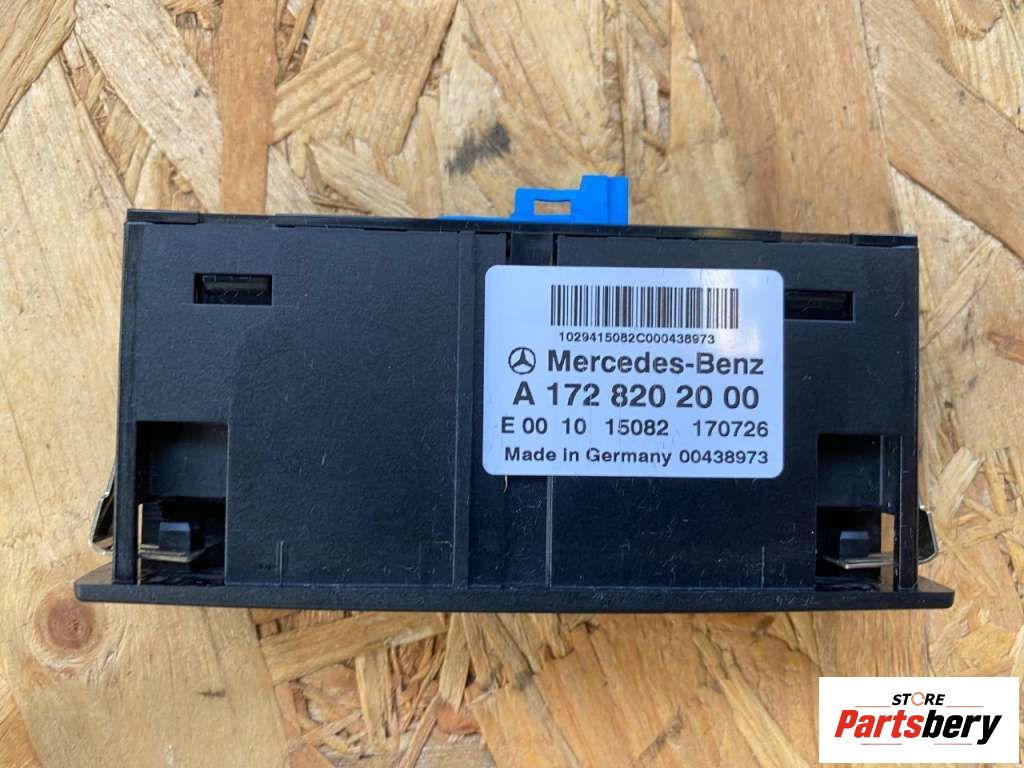 1029415082C000438973
Mercedes-Benz
A 172 820 20 00
E 00 10 15082 170726
Made in Germany 00438973
STORE
Partsbery